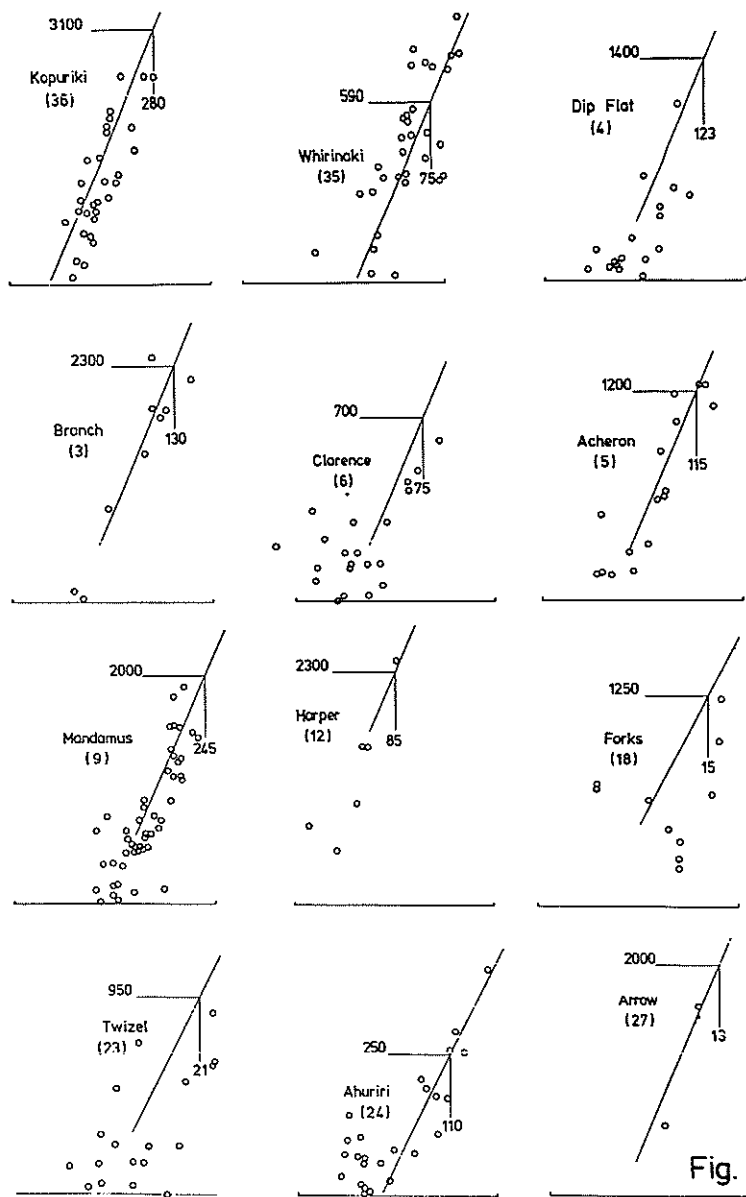 3100
Kopuriki
(36)
280
590
Whirinaki
(35)
75
1400
Dip Flat
(4)
123
2300
Branch
(3)
130
700
Clarence
(6)
75
1200
Acheron
(5)
115
2000
Mandamus
(9)
245
2300
Harper
(12)
85
1250
Forks
(18)
15
950
Twizel
(23)
21
250
Ahuriri
(24)
110
2000
Arrow
(27)
13
Fig.